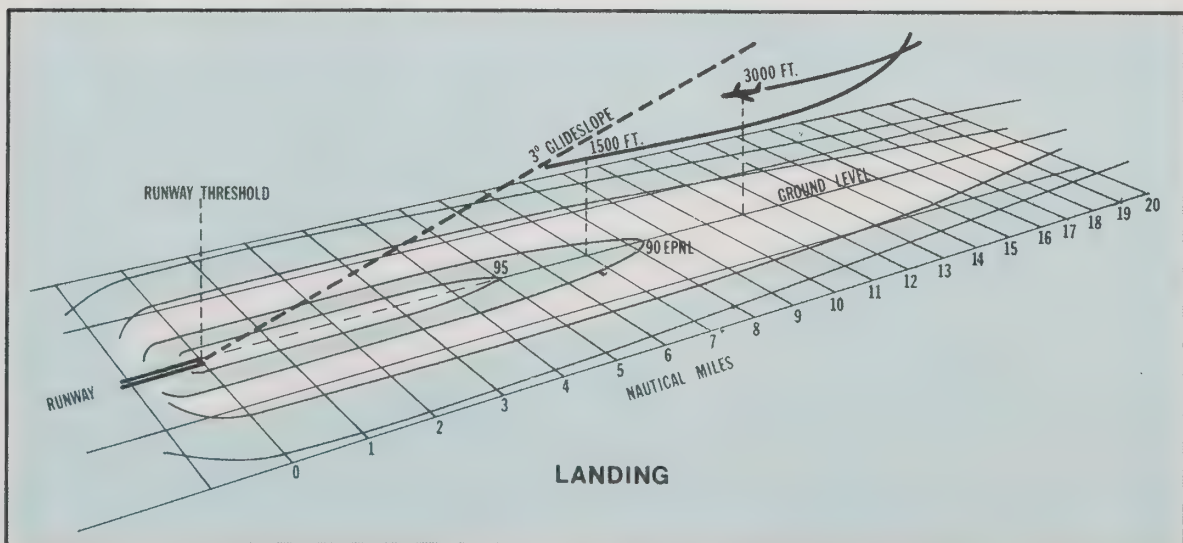 3000 FT.
3° GLIDESLOPE
1500 FT.
RUNWAY THRESHOLD
GROUND LEVEL
90 EPNL
95
RUNWAY
0
1
2
3
4
5
6
7
8
9
10
11
12
13
14
15
16
17
18
19
20
NAUTICAL MILES
LANDING